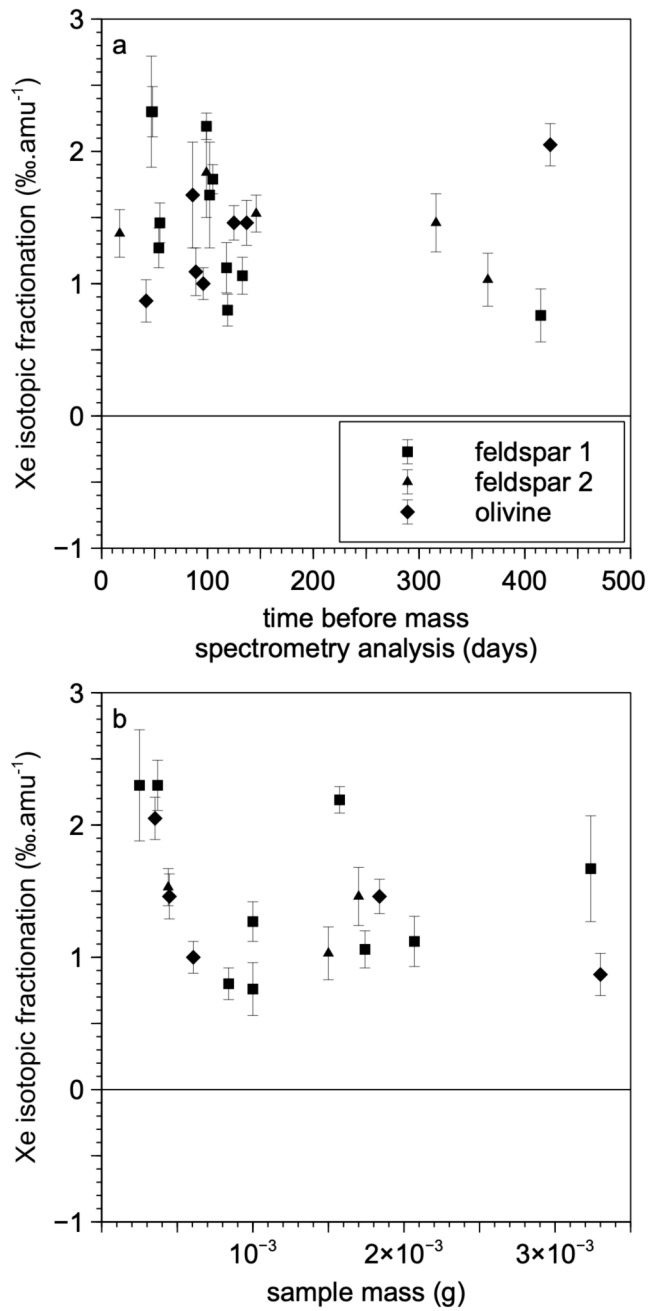 a
3
2
1
0
−1
Xe isotopic fractionation (‰.amu⁻¹)
feldspar 1
feldspar 2
olivine
0 100 200 300 400 500
time before mass
spectrometry analysis (days)
b
3
2
1
0
−1
Xe isotopic fractionation (‰.amu⁻¹)
10⁻³ 2×10⁻³ 3×10⁻³
sample mass (g)